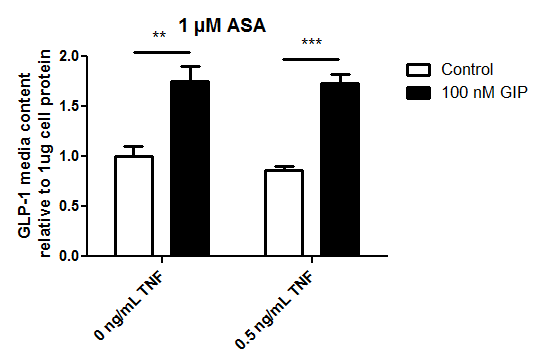 1 µM ASA
** ***
GLP-1 media content
relative to 1ug cell protein
2.0
1.5
1.0
0.5
0.0
0 ng/mL TNF
0.5 ng/mL TNF
Control
100 nM GIP